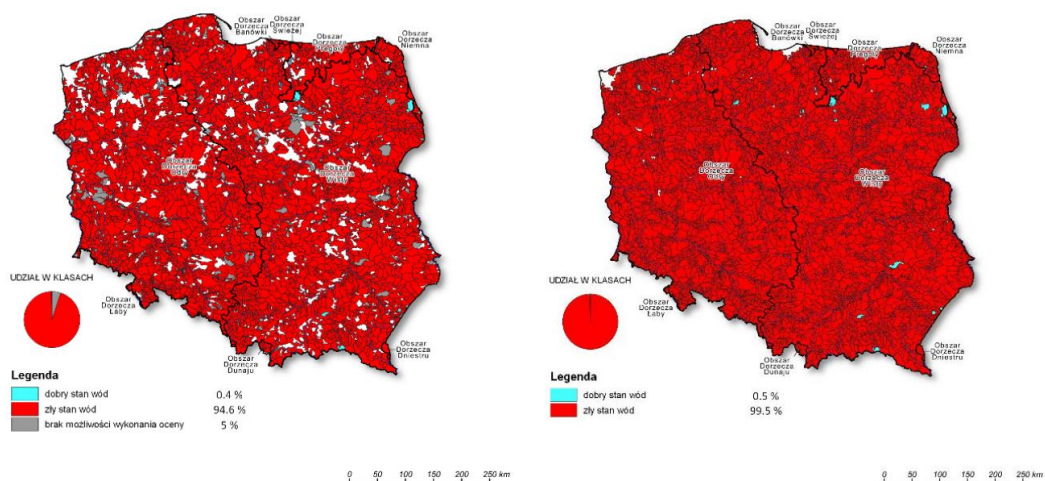 Obszar
Dorzecza
Banówki
Obszar
Dorzecza
Świeżej
Obszar
Dorzecza
Pregoły
Obszar
Dorzecza
Niemna
Obszar
Dorzecza
Odry
Obszar
Dorzecza
Wisły
UDZIAŁ W KLASACH
Obszar
Dorzecza
Łaby
Obszar
Dorzecza
Dunaju
Obszar
Dorzecza
Dniestru
Legenda
dobry stan wód 0.4 %
zły stan wód 94.6 %
brak możliwości wykonania oceny 5 %
0 50 100 150 200 250 km
Obszar
Dorzecza
Banówki
Obszar
Dorzecza
Świeżej
Obszar
Dorzecza
Pregoły
Obszar
Dorzecza
Niemna
Obszar
Dorzecza
Odry
Obszar
Dorzecza
Wisły
UDZIAŁ W KLASACH
Obszar
Dorzecza
Łaby
Obszar
Dorzecza
Dunaju
Obszar
Dorzecza
Dniestru
Legenda
dobry stan wód 0.5 %
zły stan wód 99.5 %
0 50 100 150 200 250 km